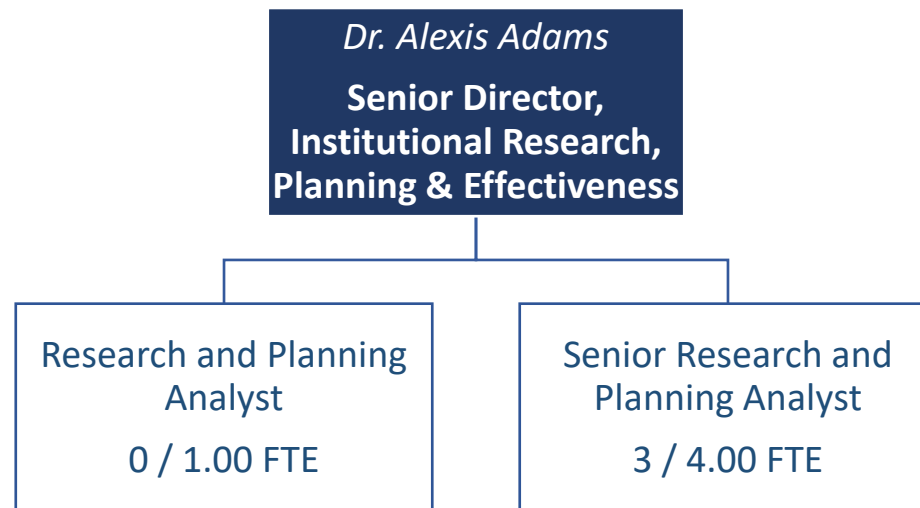 Dr. Alexis Adams
Senior Director,
Institutional Research,
Planning & Effectiveness
Research and Planning
Analyst
0 / 1.00 FTE
Senior Research and
Planning Analyst
3 / 4.00 FTE